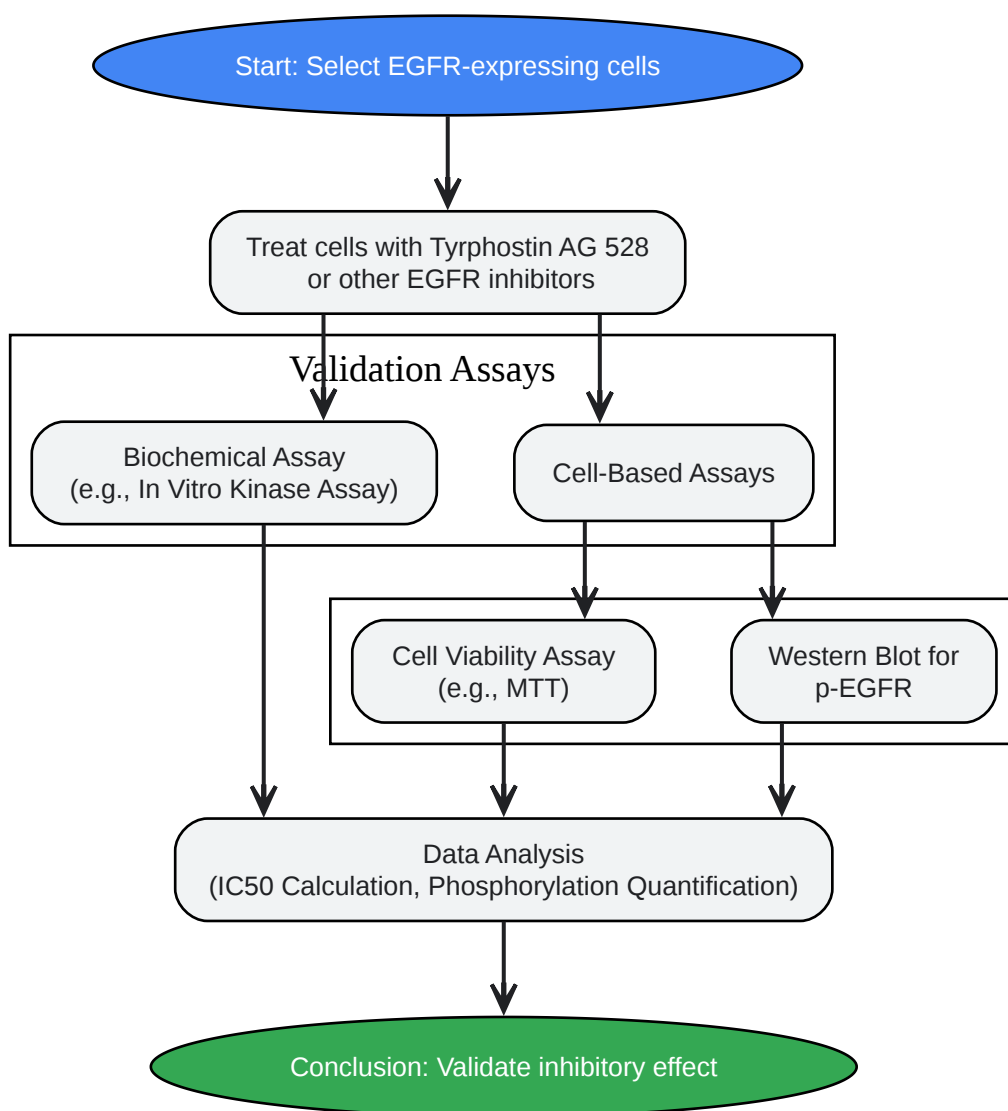 Start: Select EGFR-expressing cells
Treat cells with Tyrphostin AG 528
or other EGFR inhibitors
Validation Assays
Biochemical Assay
(e.g., In Vitro Kinase Assay)
Cell-Based Assays
Cell Viability Assay
(e.g., MTT)
Western Blot for
p-EGFR
Data Analysis
(IC50 Calculation, Phosphorylation Quantification)
Conclusion: Validate inhibitory effect